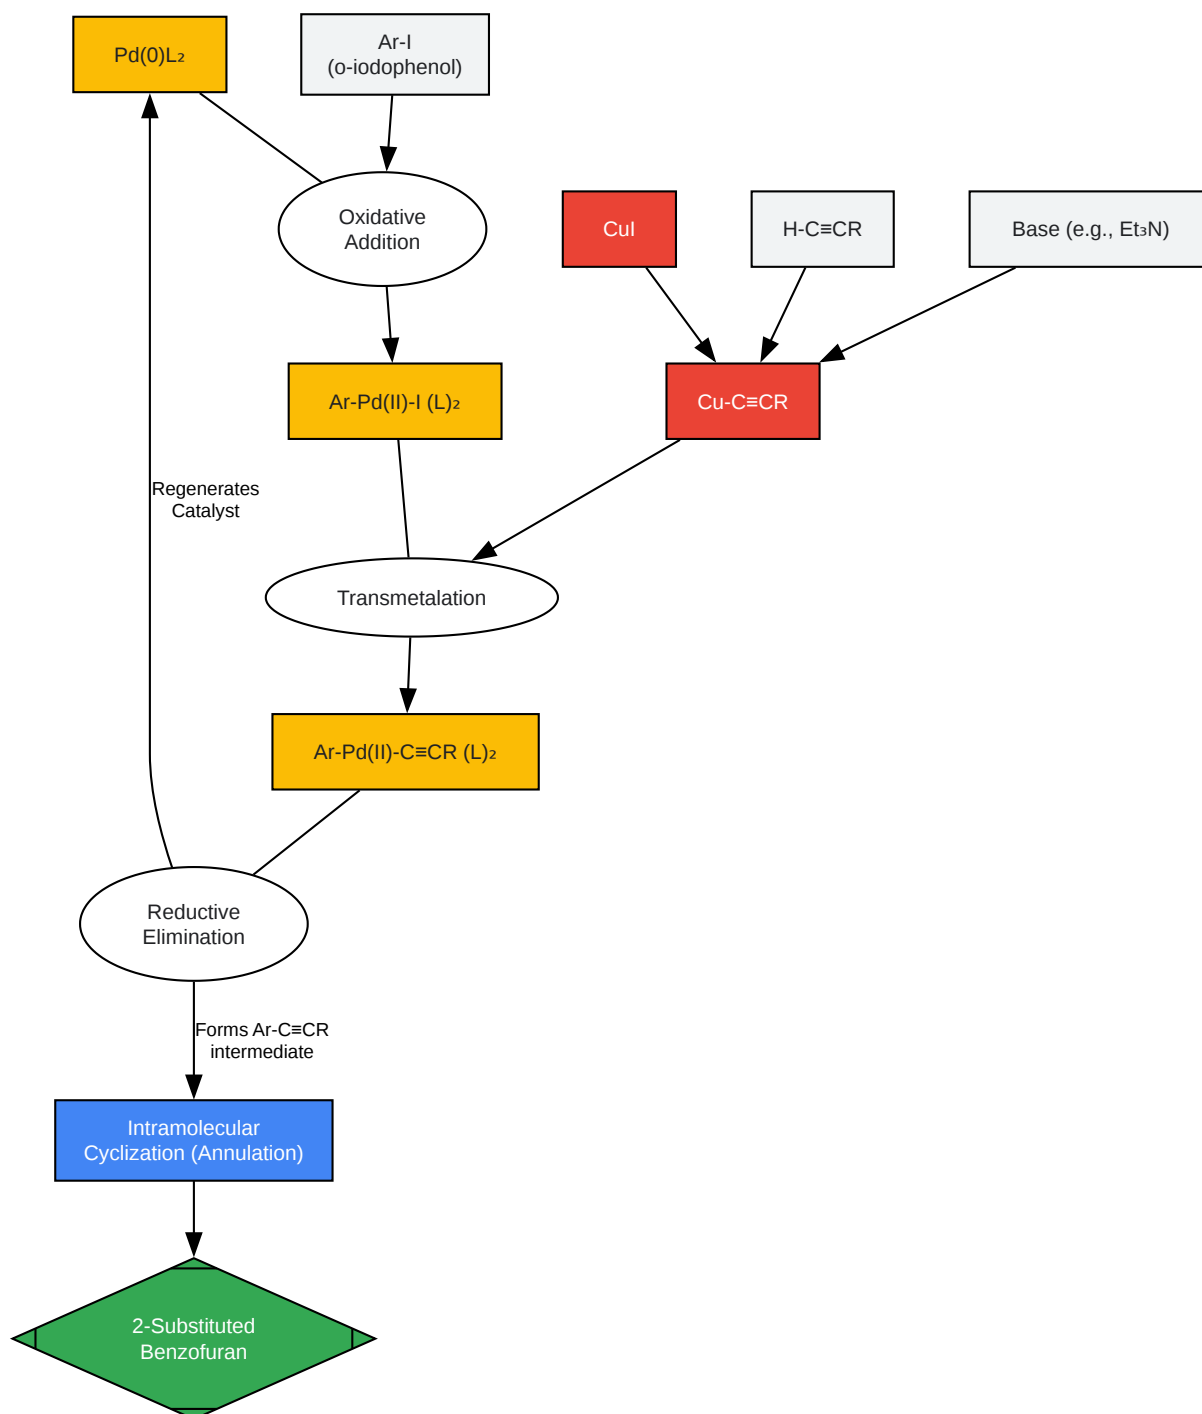 Pd(0)L₂
Ar-I
(o-iodophenol)
Oxidative
Addition
CuI
H-C≡CR
Base (e.g., Et₃N)
Ar-Pd(II)-I (L)₂
Cu-C≡CR
Regenerates
Catalyst
Transmetalation
Ar-Pd(II)-C≡CR (L)₂
Reductive
Elimination
Forms Ar-C≡CR
intermediate
Intramolecular
Cyclization (Annulation)
2-Substituted
Benzofuran